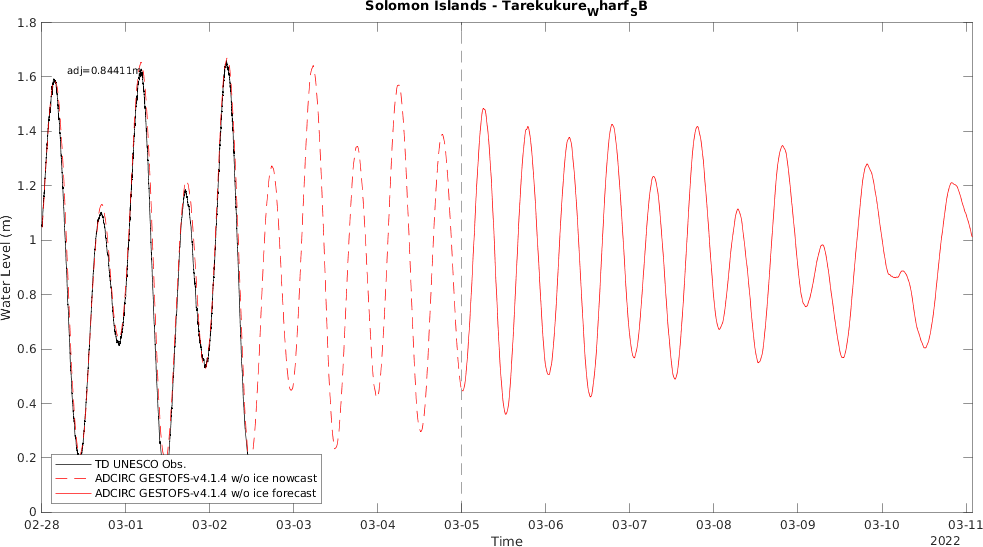 Solomon Islands - Tarekukure_Wharf_SB
1.8
1.6
1.4
1.2
1
0.8
0.6
0.4
0.2
0
Water Level (m)
adj=0.84411m
TD UNESCO Obs.
ADCIRC GESTOFS-v4.1.4 w/o ice nowcast
ADCIRC GESTOFS-v4.1.4 w/o ice forecast
02-28 03-01 03-02 03-03 03-04 03-05 03-06 03-07 03-08 03-09 03-10 03-11
Time
2022